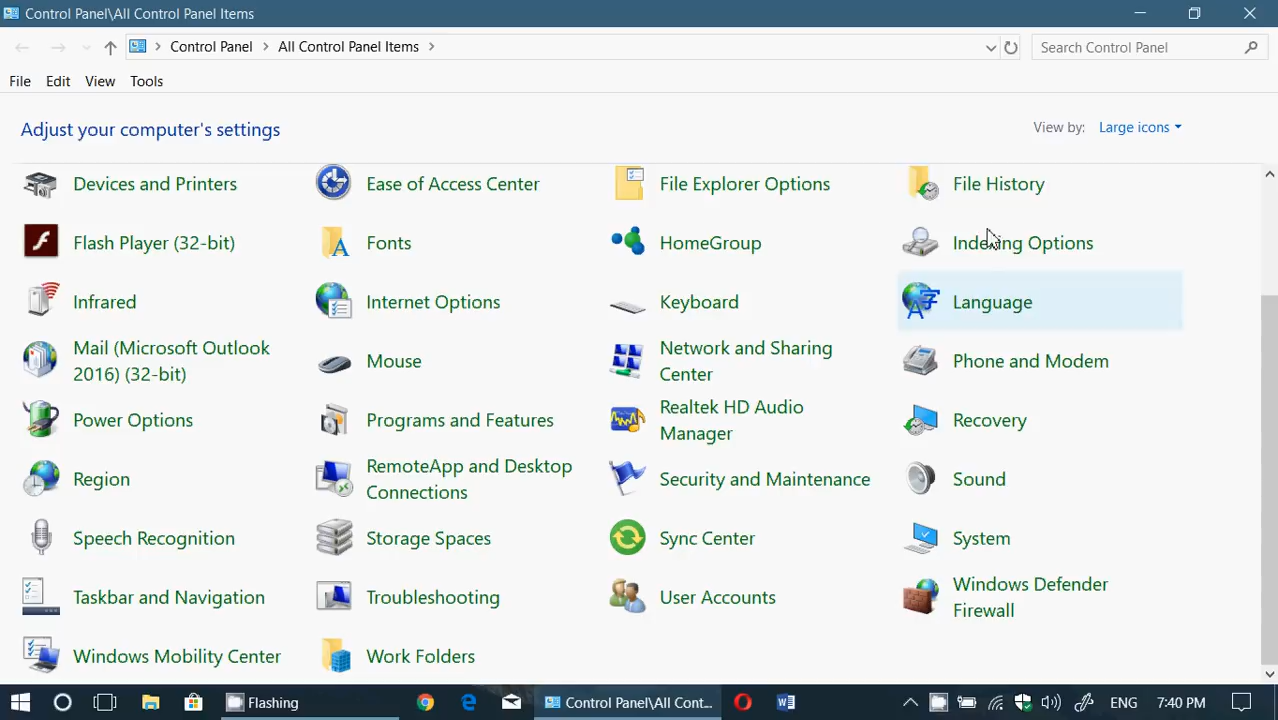 Control Panel\All Control Panel Items
Control Panel All Control Panel Items
Search Control Panel
File Edit View Tools
Adjust your computer's settings
View by: Large icons
Devices and Printers
Ease of Access Center
File Explorer Options
File History
Flash Player (32-bit)
Fonts
HomeGroup
Indexing Options
Infrared
Internet Options
Keyboard
Language
Mail (Microsoft Outlook
2016) (32-bit)
Mouse
Network and Sharing
Center
Phone and Modem
Power Options
Programs and Features
Realtek HD Audio
Manager
Recovery
Region
RemoteApp and Desktop
Connections
Security and Maintenance
Sound
Speech Recognition
Storage Spaces
Sync Center
System
Taskbar and Navigation
Troubleshooting
User Accounts
Windows Defender
Firewall
Windows Mobility Center
Work Folders
Flashing
Control Panel\All Cont...
ENG
7:40 PM